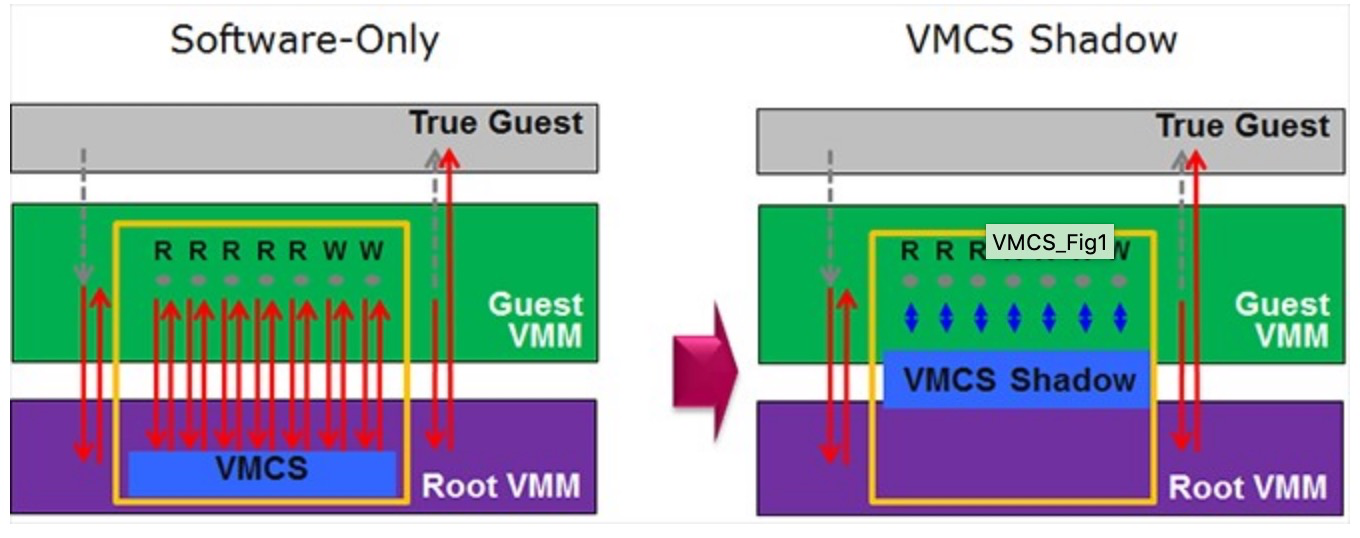 Software-Only
VMCS Shadow
True Guest
R R R R R W W
Guest
VMM
VMCS
Root VMM
True Guest
R R R W
VMCS_Fig1
Guest
VMM
VMCS Shadow
Root VMM